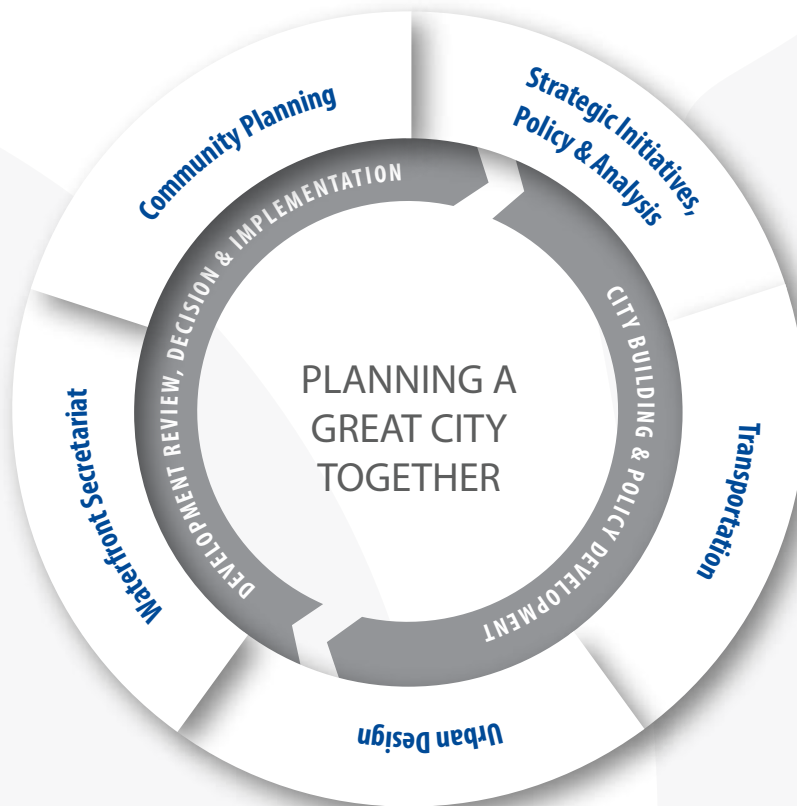 Community Planning
Strategic Initiatives,
Policy & Analysis
Transportation
Urban Design
Waterfront Secretariat
DEVELOPMENT REVIEW, DECISION & IMPLEMENTATION
CITY BUILDING & POLICY DEVELOPMENT
PLANNING A
GREAT CITY
TOGETHER